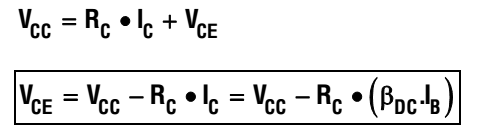 V_CC = R_C • I_C + V_CE
V_CE = V_CC − R_C • I_C = V_CC − R_C • (β_DC.I_B)